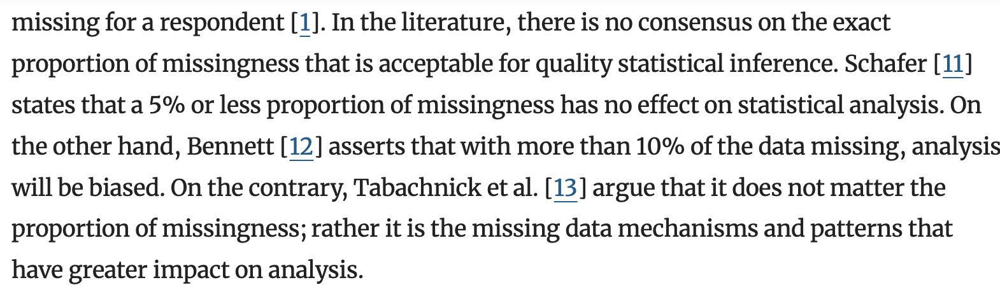 missing for a respondent [1]. In the literature, there is no consensus on the exact
proportion of missingness that is acceptable for quality statistical inference. Schafer [11]
states that a 5% or less proportion of missingness has no effect on statistical analysis. On
the other hand, Bennett [12] asserts that with more than 10% of the data missing, analysis
will be biased. On the contrary, Tabachnick et al. [13] argue that it does not matter the
proportion of missingness; rather it is the missing data mechanisms and patterns that
have greater impact on analysis.